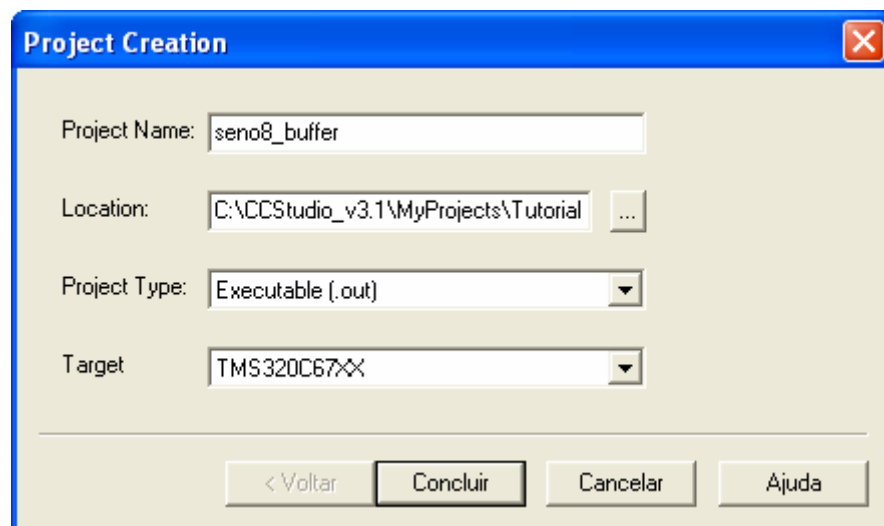 Project Creation
Project Name: seno8_buffer
Location: C:\CCStudio_v3.1\MyProjects\Tutorial ...
Project Type: Executable (.out)
Target TMS320C67XX
< Voltar Concluir Cancelar Ajuda